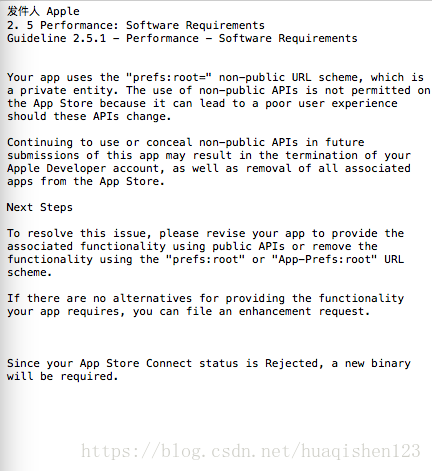 发件人 Apple
2. 5 Performance: Software Requirements
Guideline 2.5.1 - Performance - Software Requirements
Your app uses the "prefs:root=" non-public URL scheme, which is
a private entity. The use of non-public APIs is not permitted on
the App Store because it can lead to a poor user experience
should these APIs change.
Continuing to use or conceal non-public APIs in future
submissions of this app may result in the termination of your
Apple Developer account, as well as removal of all associated
apps from the App Store.
Next Steps
To resolve this issue, please revise your app to provide the
associated functionality using public APIs or remove the
functionality using the "prefs:root" or "App-Prefs:root" URL
scheme.
If there are no alternatives for providing the functionality
your app requires, you can file an enhancement request.
Since your App Store Connect status is Rejected, a new binary
will be required.
https://blog.csdn.net/huaqishen123